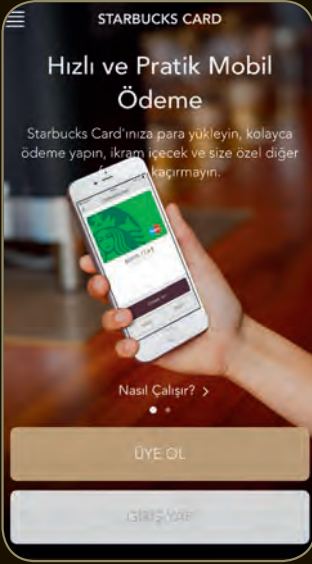 STARBUCKS CARD
Hızlı ve Pratik Mobil
Ödeme
Starbucks Card'ınıza para yükleyin, kolayca
ödeme yapın, ikram içecek ve size özel diğer
kaçırmayın.
Nasıl Çalışır? >
ÜYE OL
GİRİŞ YAP